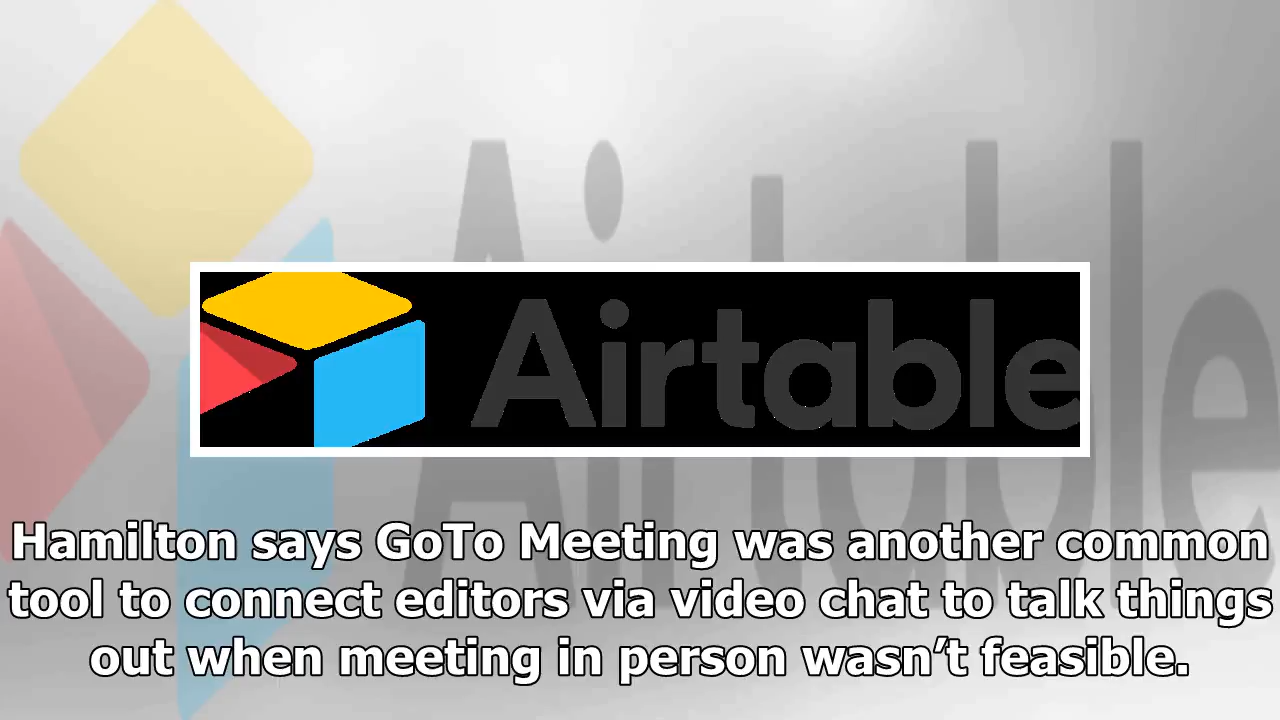 Airtable
Airtable
Hamilton says GoTo Meeting was another common
tool to connect editors via video chat to talk things
out when meeting in person wasn’t feasible.